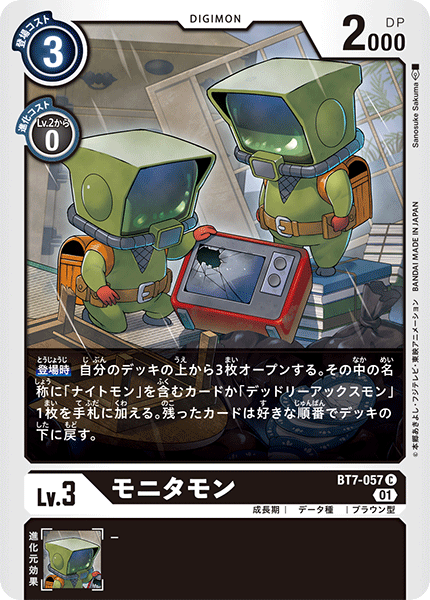 登場コスト
3
DIGIMON
DP
2000
進化コスト
Lv.2から
0
Sanosuke Sakuma
BANDAI MADE IN JAPAN
© 本郷あきよし・フジテレビ・東映アニメーション
登場時 自分のデッキの上から3枚オープンする。その中の名
称に「ナイトモン」を含むカードか「デッドリーアックスモン」
1枚を手札に加える。残ったカードは好きな順番でデッキの
下に戻す。
Lv.3
モニタモン
BT7-057 C
01
成長期 | データ種 | ブラウン型
進化元効果
−